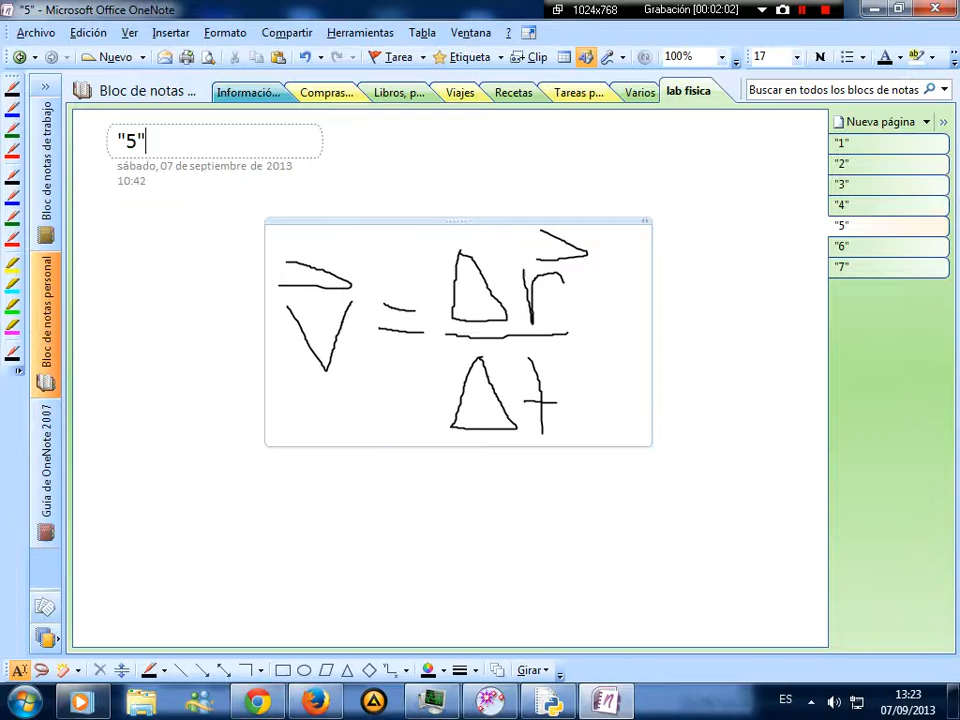 "5" - Microsoft Office OneNote
1024x768
Grabación [00:02:02]
Archivo Edición Ver Insertar Formato Compartir Herramientas Tabla Ventana ?
Nuevo Tarea Etiqueta Clip 100% 17 N A ab
Bloc de notas ... Informació... Compras... Libros, p... Viajes Recetas Tareas p... Varios lab fisica
Buscar en todos los blocs de notas
Bloc de notas de trabajo
Bloc de notas personal
Guía de OneNote 2007
"5"
sábado, 07 de septiembre de 2013
10:42
V = Δ r
Δ t
Nueva página
"1"
"2"
"3"
"4"
"5"
"6"
"7"
Girar
ES
13:23
07/09/2013